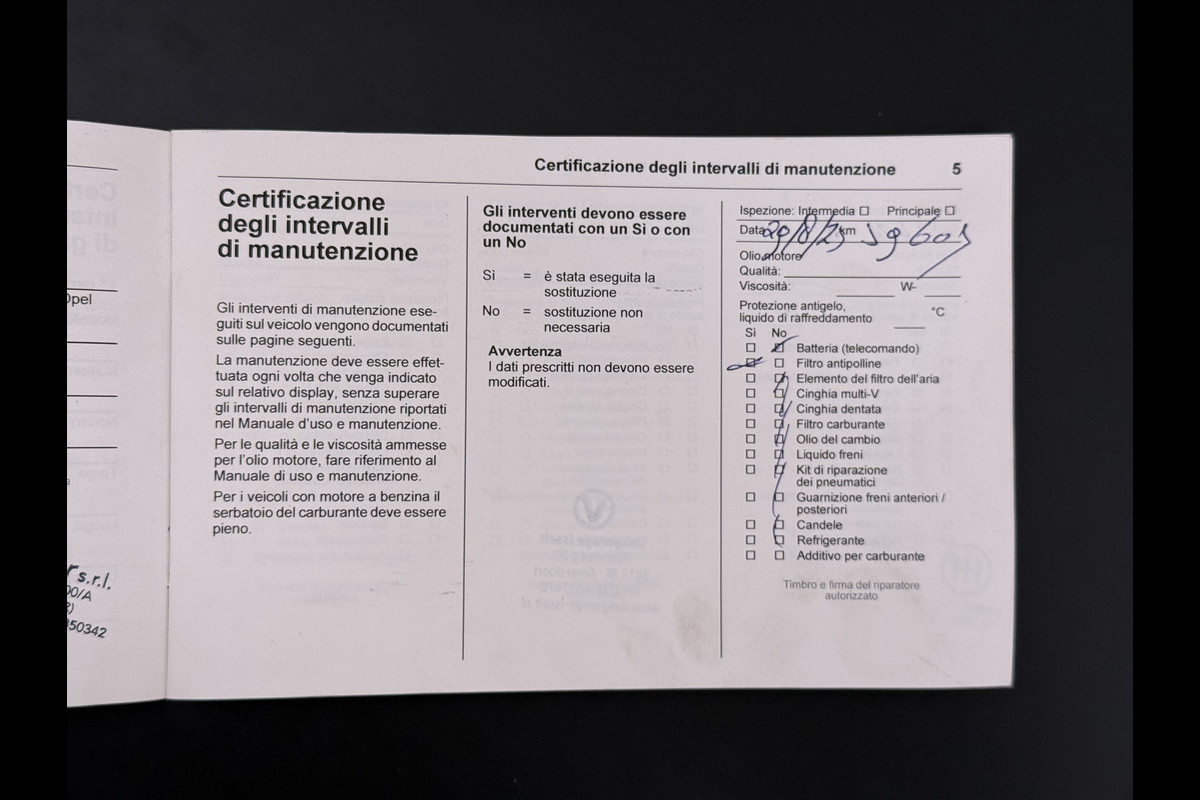 Certificazione degli intervalli di manutenzione 5
Certificazione
degli intervalli
di manutenzione
Gli interventi di manutenzione ese-
guiti sul veicolo vengono documentati
sulle pagine seguenti.
La manutenzione deve essere effet-
tuata ogni volta che venga indicato
sul relativo display, senza superare
gli intervalli di manutenzione riportati
nel Manuale d'uso e manutenzione.
Per le qualità e le viscosità ammesse
per l'olio motore, fare riferimento al
Manuale di uso e manutenzione.
Per i veicoli con motore a benzina il
serbatoio del carburante deve essere
pieno.
Gli interventi devono essere
documentati con un Sì o con
un No
Sì = è stata eseguita la
sostituzione
No = sostituzione non
necessaria
Avvertenza
I dati prescritti non devono essere
modificati.
Ispezione: Intermedia Principale
Data 29/8/23 km
Olio motore
Qualità:
Viscosità: W-
Protezione antigelo,
liquido di raffreddamento °C
Sì No
Batteria (telecomando)
Filtro antipolline
Elemento del filtro dell'aria
Cinghia multi-V
Cinghia dentata
Filtro carburante
Olio del cambio
Liquido freni
Kit di riparazione
dei pneumatici
Guarnizione freni anteriori /
posteriori
Candele
Refrigerante
Additivo per carburante
Timbro e firma del riparatore
autorizzato
Opel
s.r.l.
00/A
50342